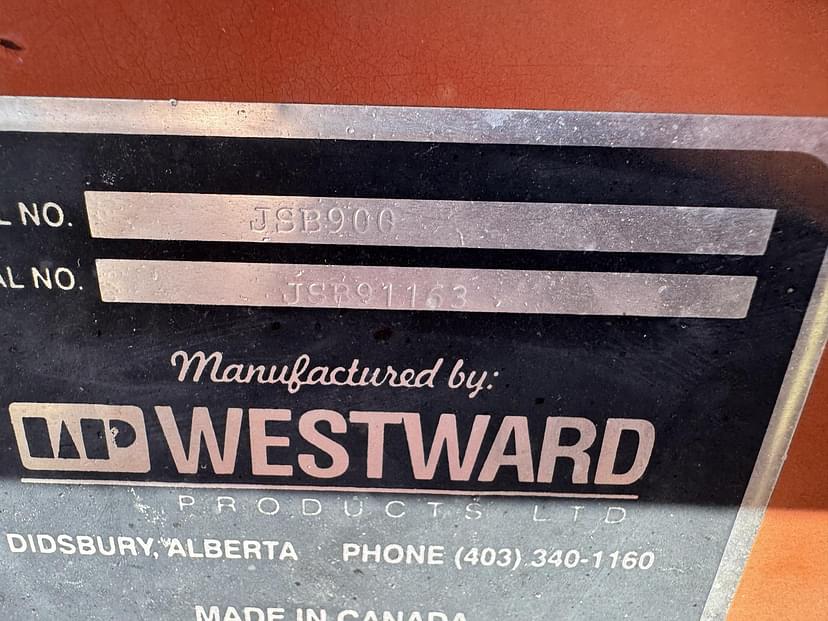 L NO. JSB900
AL NO. JSB91163
Manufactured by:
WESTWARD
PRODUCTS LTD
DIDSBURY, ALBERTA PHONE (403) 340-1160
MADE IN CANADA